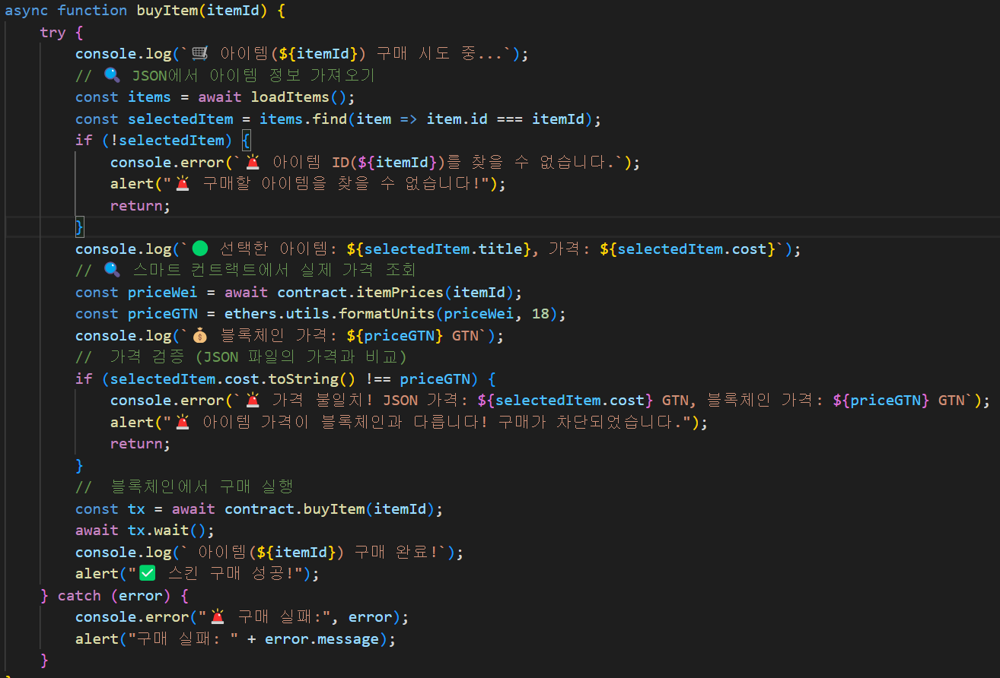 async function buyItem(itemId) {
    try {
        console.log(`🛒 아이템(${itemId}) 구매 시도 중...`);
        // 🔍 JSON에서 아이템 정보 가져오기
        const items = await loadItems();
        const selectedItem = items.find(item => item.id === itemId);
        if (!selectedItem) {
            console.error(`🚨 아이템 ID(${itemId})를 찾을 수 없습니다.`);
            alert("🚨 구매할 아이템을 찾을 수 없습니다!");
            return;
        }
        console.log(`🟢 선택한 아이템: ${selectedItem.title}, 가격: ${selectedItem.cost}`);
        // 🔍 스마트 컨트랙트에서 실제 가격 조회
        const priceWei = await contract.itemPrices(itemId);
        const priceGTN = ethers.utils.formatUnits(priceWei, 18);
        console.log(`💰 블록체인 가격: ${priceGTN} GTN`);
        //  가격 검증 (JSON 파일의 가격과 비교)
        if (selectedItem.cost.toString() !== priceGTN) {
            console.error(`🚨 가격 불일치! JSON 가격: ${selectedItem.cost} GTN, 블록체인 가격: ${priceGTN} GTN`);
            alert("🚨 아이템 가격이 블록체인과 다릅니다! 구매가 차단되었습니다.");
            return;
        }
        //  블록체인에서 구매 실행
        const tx = await contract.buyItem(itemId);
        await tx.wait();
        console.log(` 아이템(${itemId}) 구매 완료!`);
        alert("✅ 스킨 구매 성공!");
    } catch (error) {
        console.error("🚨 구매 실패:", error);
        alert("구매 실패: " + error.message);
    }